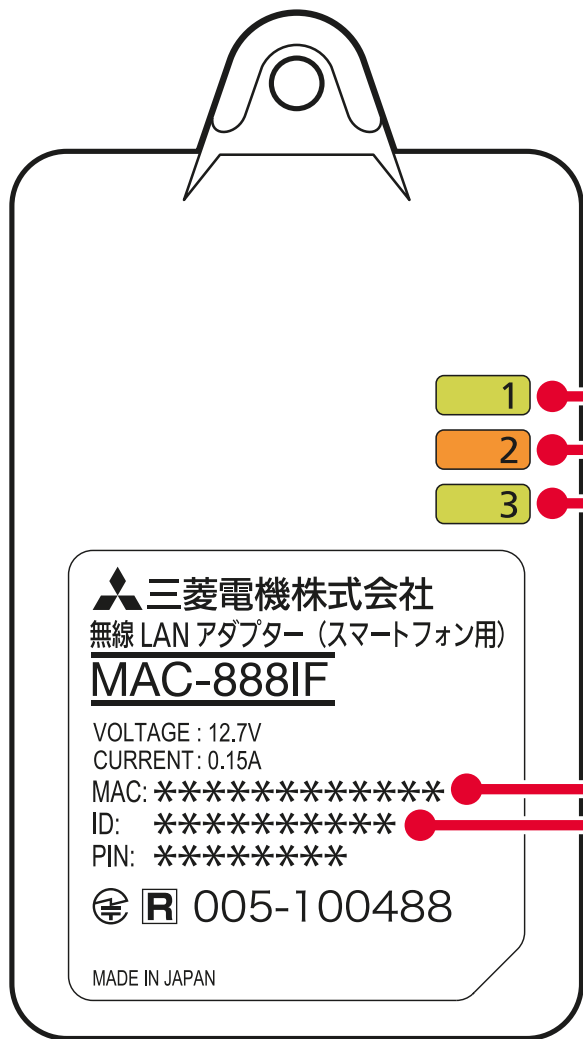 1
2
3
三菱電機株式会社
無線 LAN アダプター（スマートフォン用）
MAC-888IF
VOLTAGE : 12.7V
CURRENT : 0.15A
MAC: ************
ID: **********
PIN: ********
R 005-100488
MADE IN JAPAN